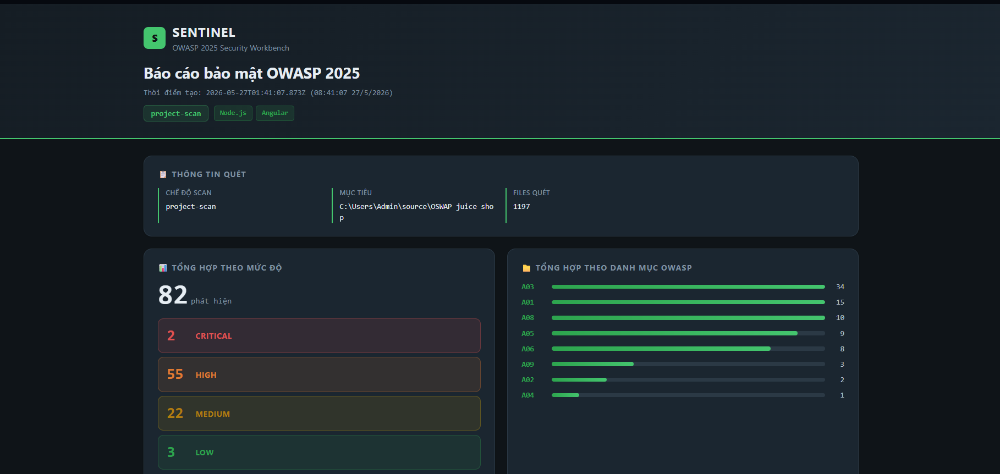 S
SENTINEL
OWASP 2025 Security Workbench
Báo cáo bảo mật OWASP 2025
Thời điểm tạo: 2026-05-27T01:41:07.873Z (08:41:07 27/5/2026)
project-scan Node.js Angular
THÔNG TIN QUÉT
CHẾ ĐỘ SCAN
project-scan
MỤC TIÊU
C:\Users\Admin\source\OSWAP juice sho
p
FILES QUÉT
1197
TỔNG HỢP THEO MỨC ĐỘ
82 phát hiện
2 CRITICAL
55 HIGH
22 MEDIUM
3 LOW
TỔNG HỢP THEO DANH MỤC OWASP
A03 34
A01 15
A08 10
A05 9
A06 8
A09 3
A02 2
A04 1